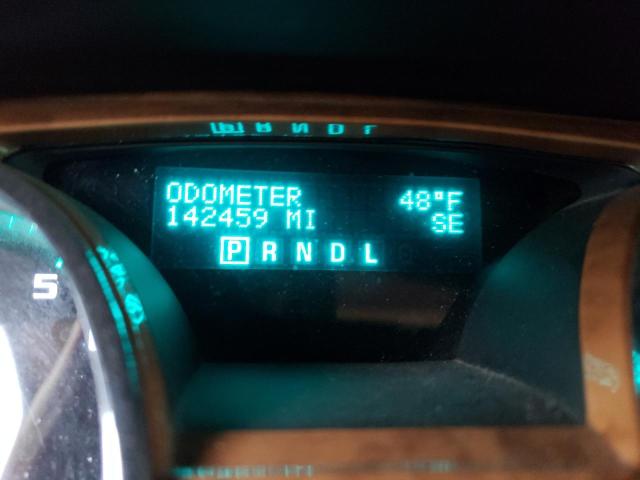 ODOMETER 48°F
142459 MI SE
P R N D L
5